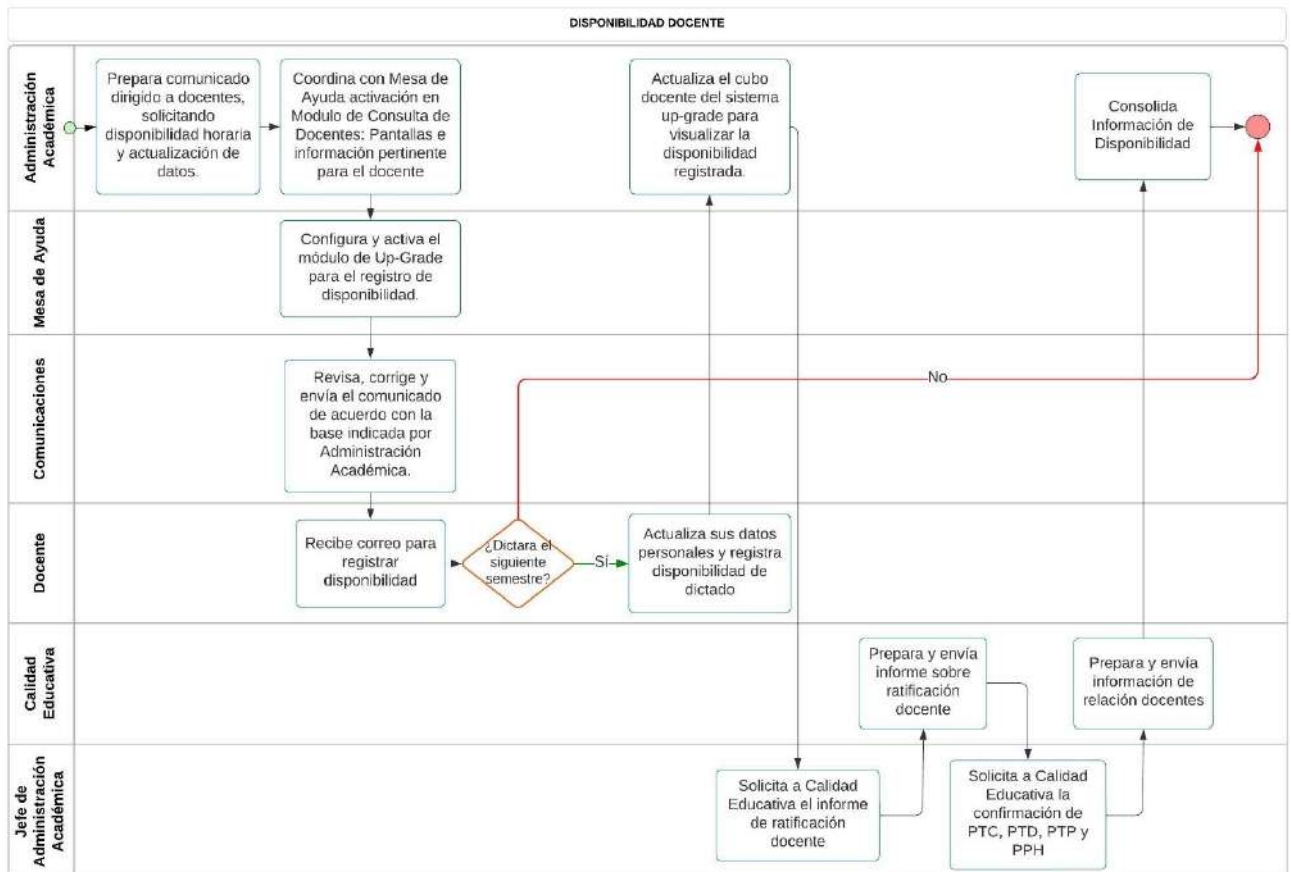 DISPONIBILIDAD DOCENTE
Administración
Académica
Prepara comunicado
dirigido a docentes,
solicitando
disponibilidad horaria
y actualización de
datos.
Coordina con Mesa de
Ayuda activación en
Modulo de Consulta de
Docentes: Pantallas e
información pertinente
para el docente
Actualiza el cubo
docente del sistema
up-grade para
visualizar la
disponibilidad
registrada.
Consolida
Información de
Disponibilidad
Mesa de Ayuda
Configura y activa el
módulo de Up-Grade
para el registro de
disponibilidad.
Comunicaciones
Revisa, corrige y
envía el comunicado
de acuerdo con la
base indicada por
Administración
Académica.
No
Docente
Recibe correo para
registrar
disponibilidad
¿Dictara el
siguiente
semestre?
Sí
Actualiza sus datos
personales y registra
disponibilidad de
dictado
Calidad
Educativa
Prepara y envía
informe sobre
ratificación
docente
Prepara y envía
información de
relación docentes
Jefe de
Administración
Académica
Solicita a Calidad
Educativa el informe
de ratificación
docente
Solicita a Calidad
Educativa la
confirmación de
PTC, PTD, PTP y
PPH